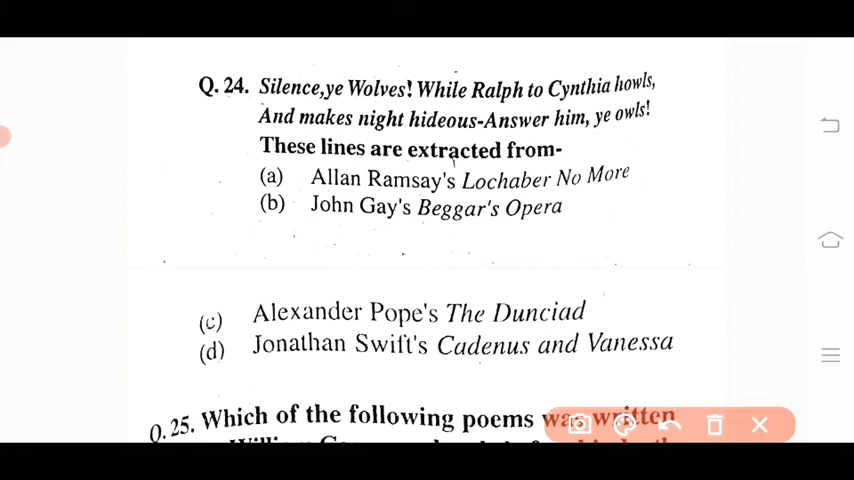 Q. 24. Silence,ye Wolves! While Ralph to Cynthia howls,
And makes night hideous-Answer him, ye owls!
These lines are extracted from-
(a) Allan Ramsay's Lochaber No More
(b) John Gay's Beggar's Opera
(c) Alexander Pope's The Dunciad
(d) Jonathan Swift's Cadenus and Vanessa
Q. 25. Which of the following poems was written